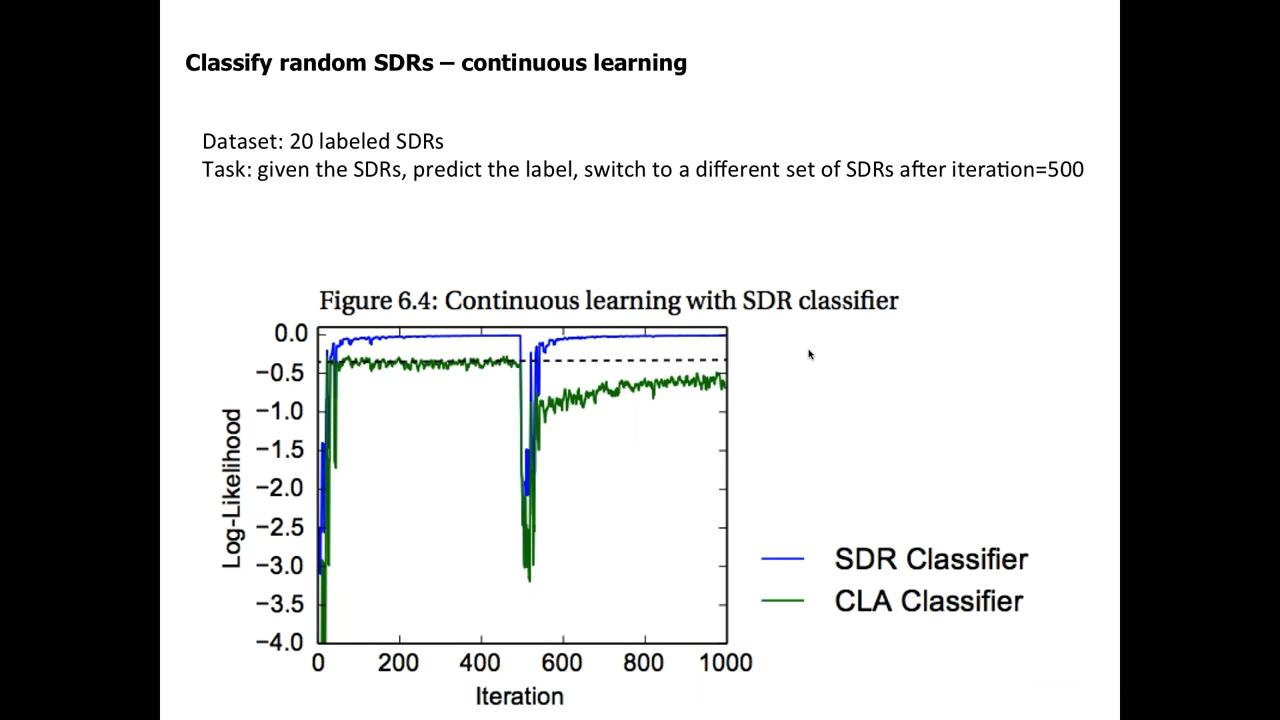 Classify random SDRs – continuous learning
Dataset: 20 labeled SDRs
Task: given the SDRs, predict the label, switch to a different set of SDRs after iteration=500
Figure 6.4: Continuous learning with SDR classifier
0.0
−0.5
−1.0
−1.5
−2.0
−2.5
−3.0
−3.5
−4.0
Log-Likelihood
0 200 400 600 800 1000
Iteration
SDR Classifier
CLA Classifier